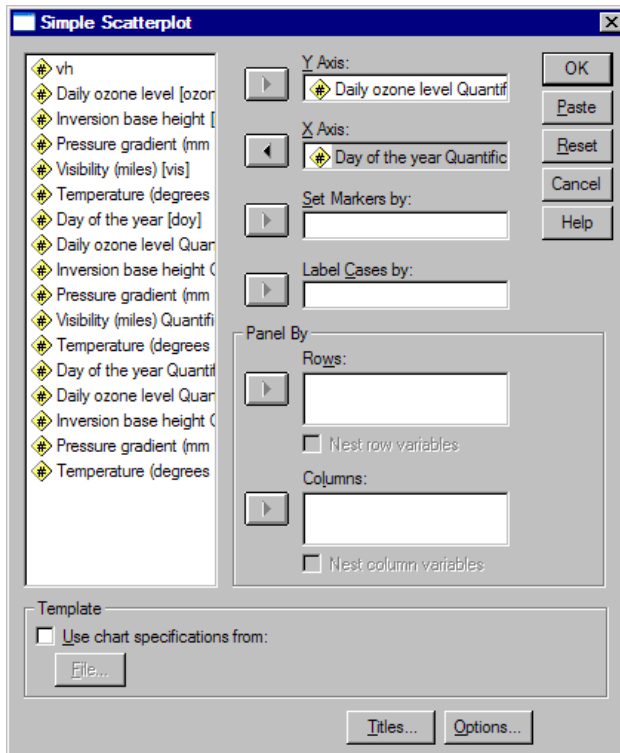 Simple Scatterplot
vh
Daily ozone level [ozon
Inversion base height [
Pressure gradient (mm
Visibility (miles) [vis]
Temperature (degrees
Day of the year [doy]
Daily ozone level Quan
Inversion base height Q
Pressure gradient (mm
Visibility (miles) Quantifi
Temperature (degrees
Day of the year Quantif
Daily ozone level Quan
Inversion base height Q
Pressure gradient (mm
Temperature (degrees
Y Axis:
Daily ozone level Quantif
X Axis:
Day of the year Quantific
Set Markers by:
Label Cases by:
Panel By
Rows:
Nest row variables
Columns:
Nest column variables
OK
Paste
Reset
Cancel
Help
Template
Use chart specifications from:
File...
Titles...
Options...